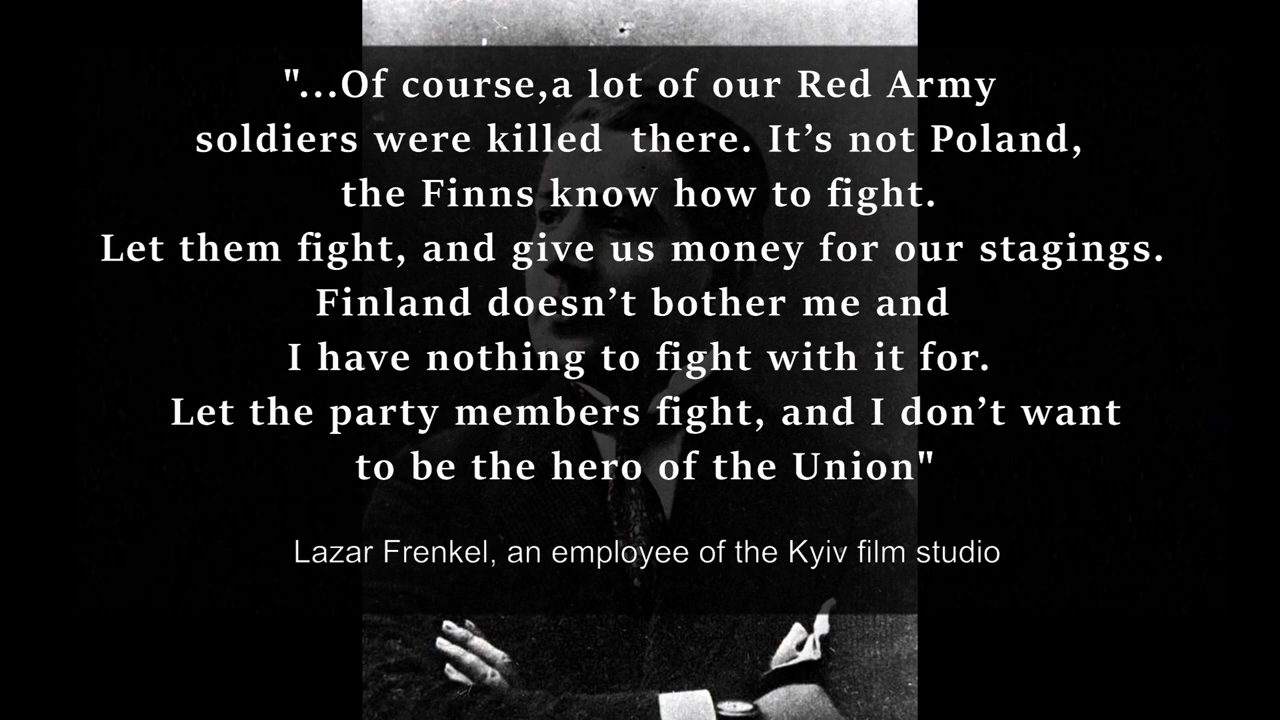 "...Of course,a lot of our Red Army
soldiers were killed  there. It’s not Poland,
the Finns know how to fight.
Let them fight, and give us money for our stagings.
Finland doesn’t bother me and
I have nothing to fight with it for.
Let the party members fight, and I don’t want
to be the hero of the Union"
Lazar Frenkel, an employee of the Kyiv film studio